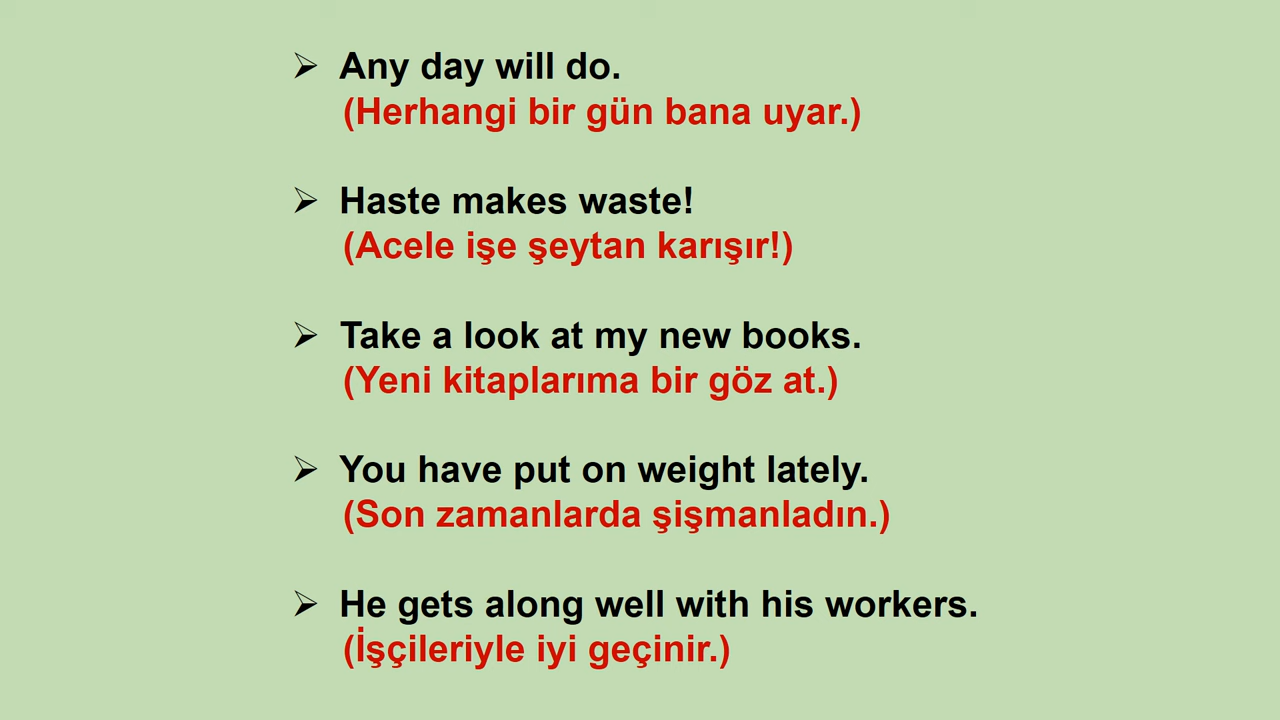 ➢ Any day will do.
(Herhangi bir gün bana uyar.)
➢ Haste makes waste!
(Acele işe şeytan karışır!)
➢ Take a look at my new books.
(Yeni kitaplarıma bir göz at.)
➢ You have put on weight lately.
(Son zamanlarda şişmanladın.)
➢ He gets along well with his workers.
(İşçileriyle iyi geçinir.)